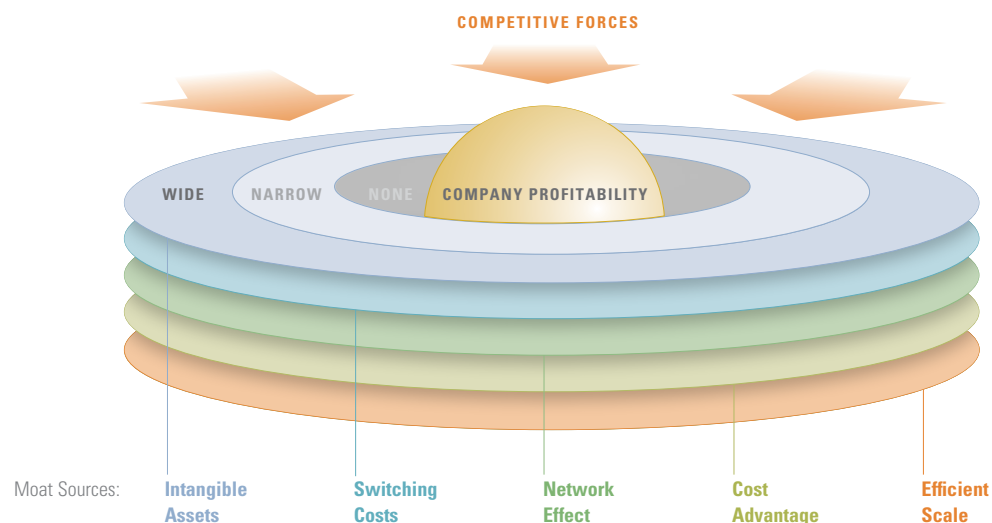 COMPETITIVE FORCES
WIDE NARROW NONE COMPANY PROFITABILITY
Moat Sources: Intangible Switching Network Cost Efficient
Assets Costs Effect Advantage Scale